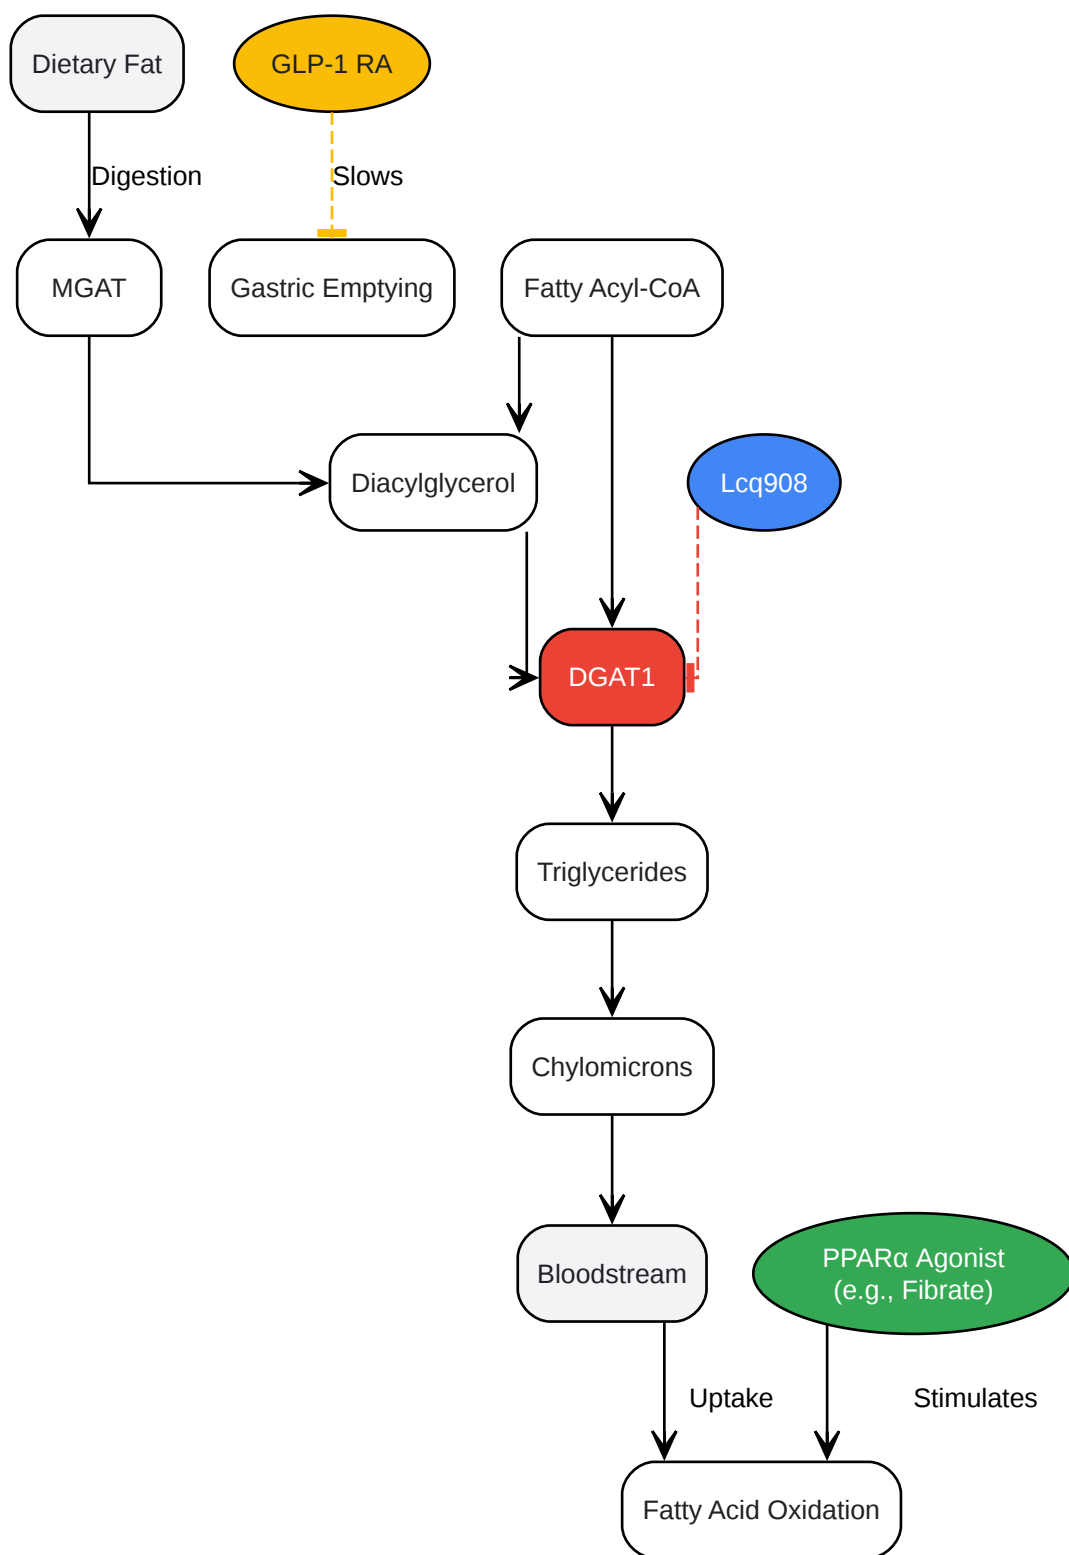 Dietary Fat
GLP-1 RA
Digestion
Slows
MGAT
Gastric Emptying
Fatty Acyl-CoA
Diacylglycerol
Lcq908
DGAT1
Triglycerides
Chylomicrons
Bloodstream
PPARα Agonist
(e.g., Fibrate)
Uptake
Stimulates
Fatty Acid Oxidation